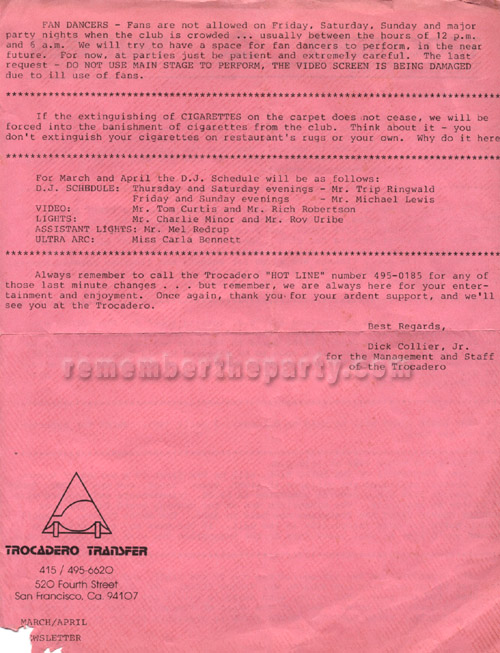 FAN DANCERS - Fans are not allowed on Friday, Saturday, Sunday and major
party nights when the club is crowded ... usually between the hours of 12 p.m.
and 6 a.m. We will try to have a space for fan dancers to perform, in the near
future. For now, at parties just be patient and extremely careful. The last
request - DO NOT USE MAIN STAGE TO PERFORM, THE VIDEO SCREEN IS BEING DAMAGED
due to ill use of fans.
If the extinguishing of CIGARETTES on the carpet does not cease, we will be
forced into the banishment of cigarettes from the club. Think about it - you
don't extinguish your cigarettes on restaurant's rugs or your own. Why do it here
For March and April the D.J. Schedule will be as follows:
D.J. SCHEDULE: Thursday and Saturday evenings - Mr. Trip Ringwald
Friday and Sunday evenings - Mr. Michael Lewis
VIDEO: Mr. Tom Curtis and Mr. Rich Robertson
LIGHTS: Mr. Charlie Minor and Mr. Rov Uribe
ASSISTANT LIGHTS: Mr. Mel Redrup
ULTRA ARC: Miss Carla Bennett
Always remember to call the Trocadero "HOT LINE" number 495-0185 for any of
those last minute changes . . . but remember, we are always here for your enter-
tainment and enjoyment. Once again, thank you for your ardent support, and we'll
see you at the Trocadero.
Best Regards,
Dick Collier, Jr.
for the Management and Staff
of the Trocadero
remembertheparty.com
TROCADERO TRANSFER
415 / 495-6620
520 Fourth Street
San Francisco, Ca. 94107
MARCH/APRIL
EWSLETTER